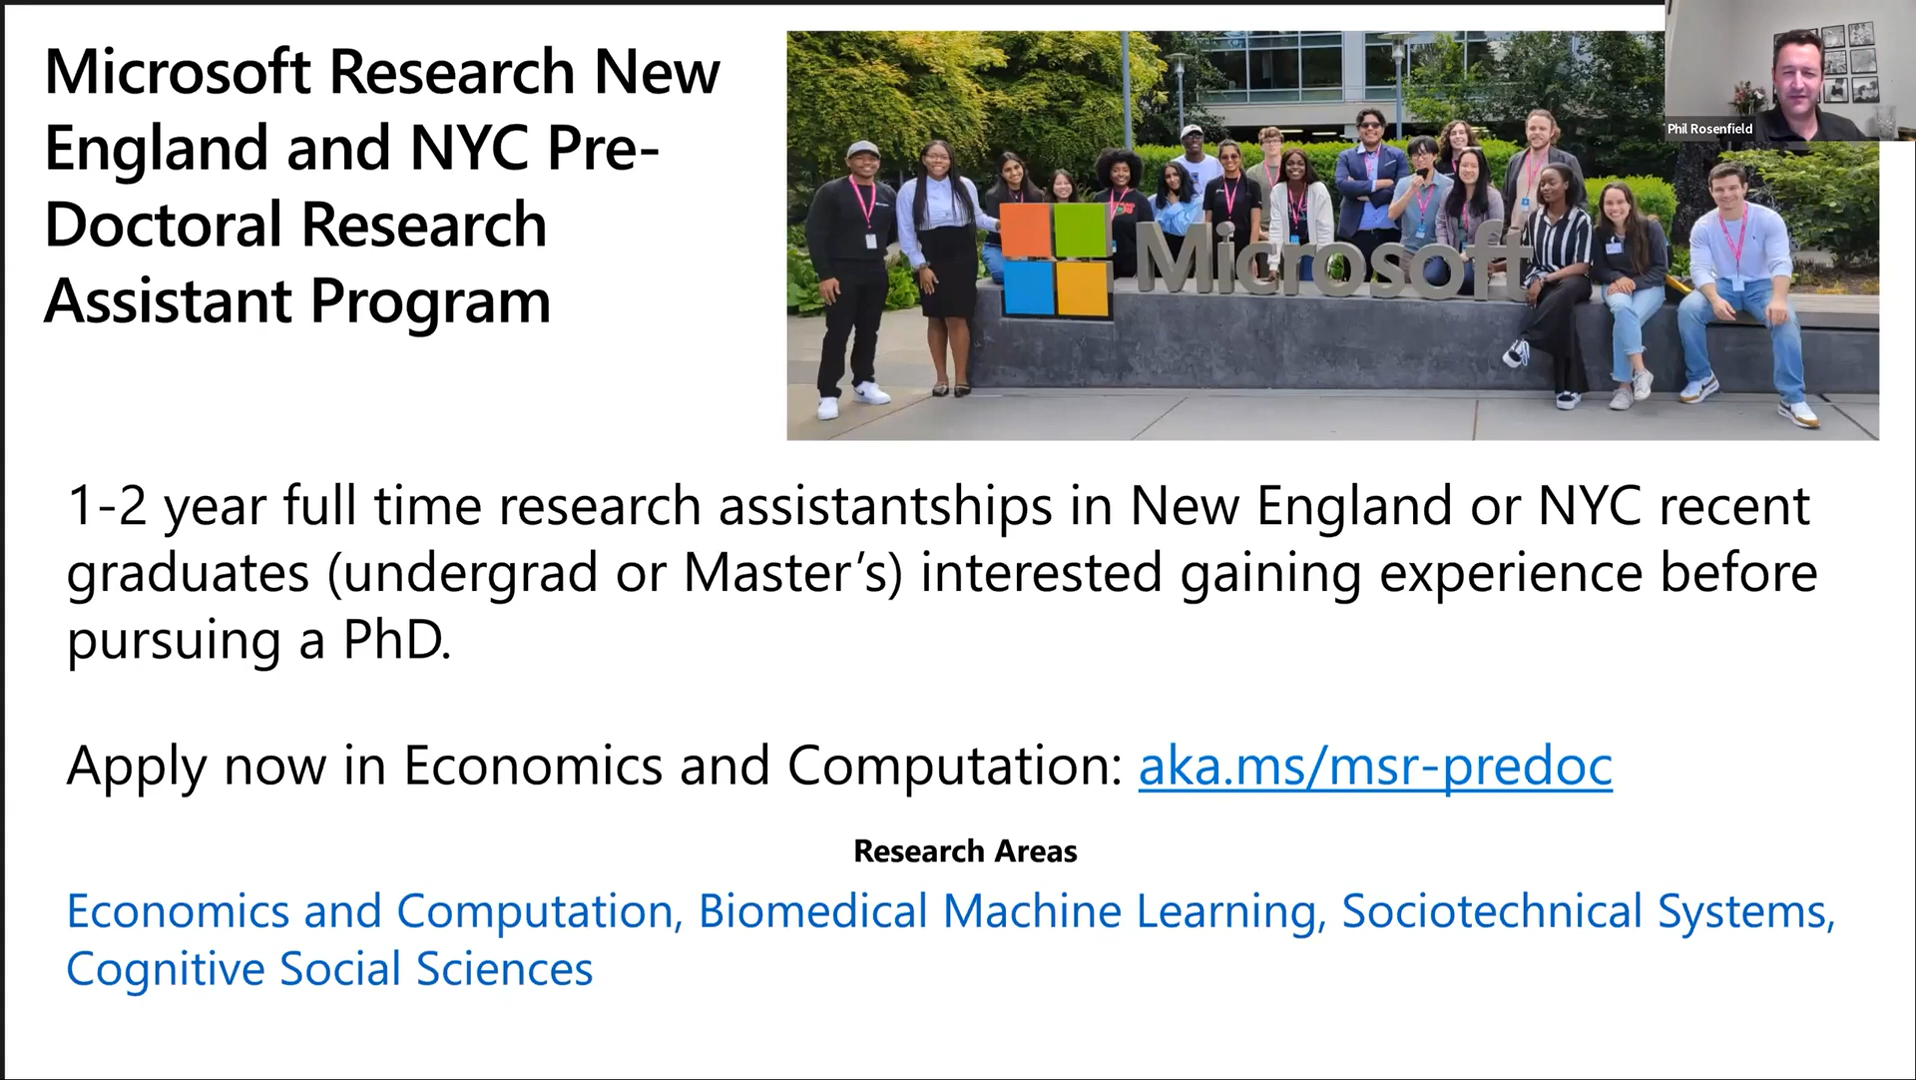 Microsoft Research New
England and NYC Pre-
Doctoral Research
Assistant Program
Phil Rosenfield
Microsoft
1-2 year full time research assistantships in New England or NYC recent
graduates (undergrad or Master’s) interested gaining experience before
pursuing a PhD.
Apply now in Economics and Computation: aka.ms/msr-predoc
Research Areas
Economics and Computation, Biomedical Machine Learning, Sociotechnical Systems,
Cognitive Social Sciences